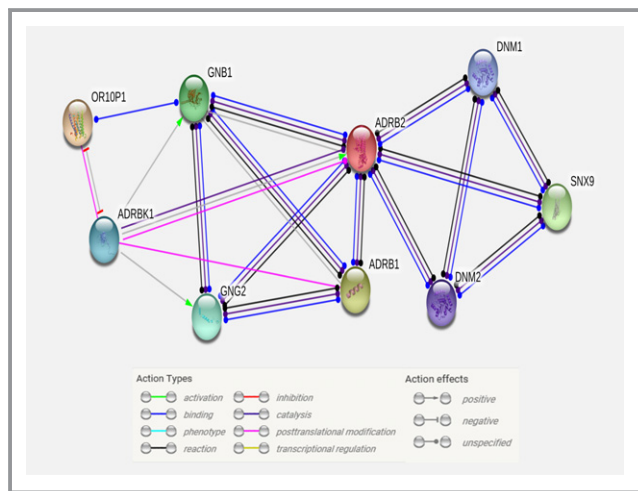 DNM1
GNB1
OR10P1
ADRB2
SNX9
ADRBK1
ADRB1
DNM2
GNG2
Action Types
activation
inhibition
binding
catalysis
phenotype
posttranslational modification
reaction
transcriptional regulation
Action effects
positive
negative
unspecified